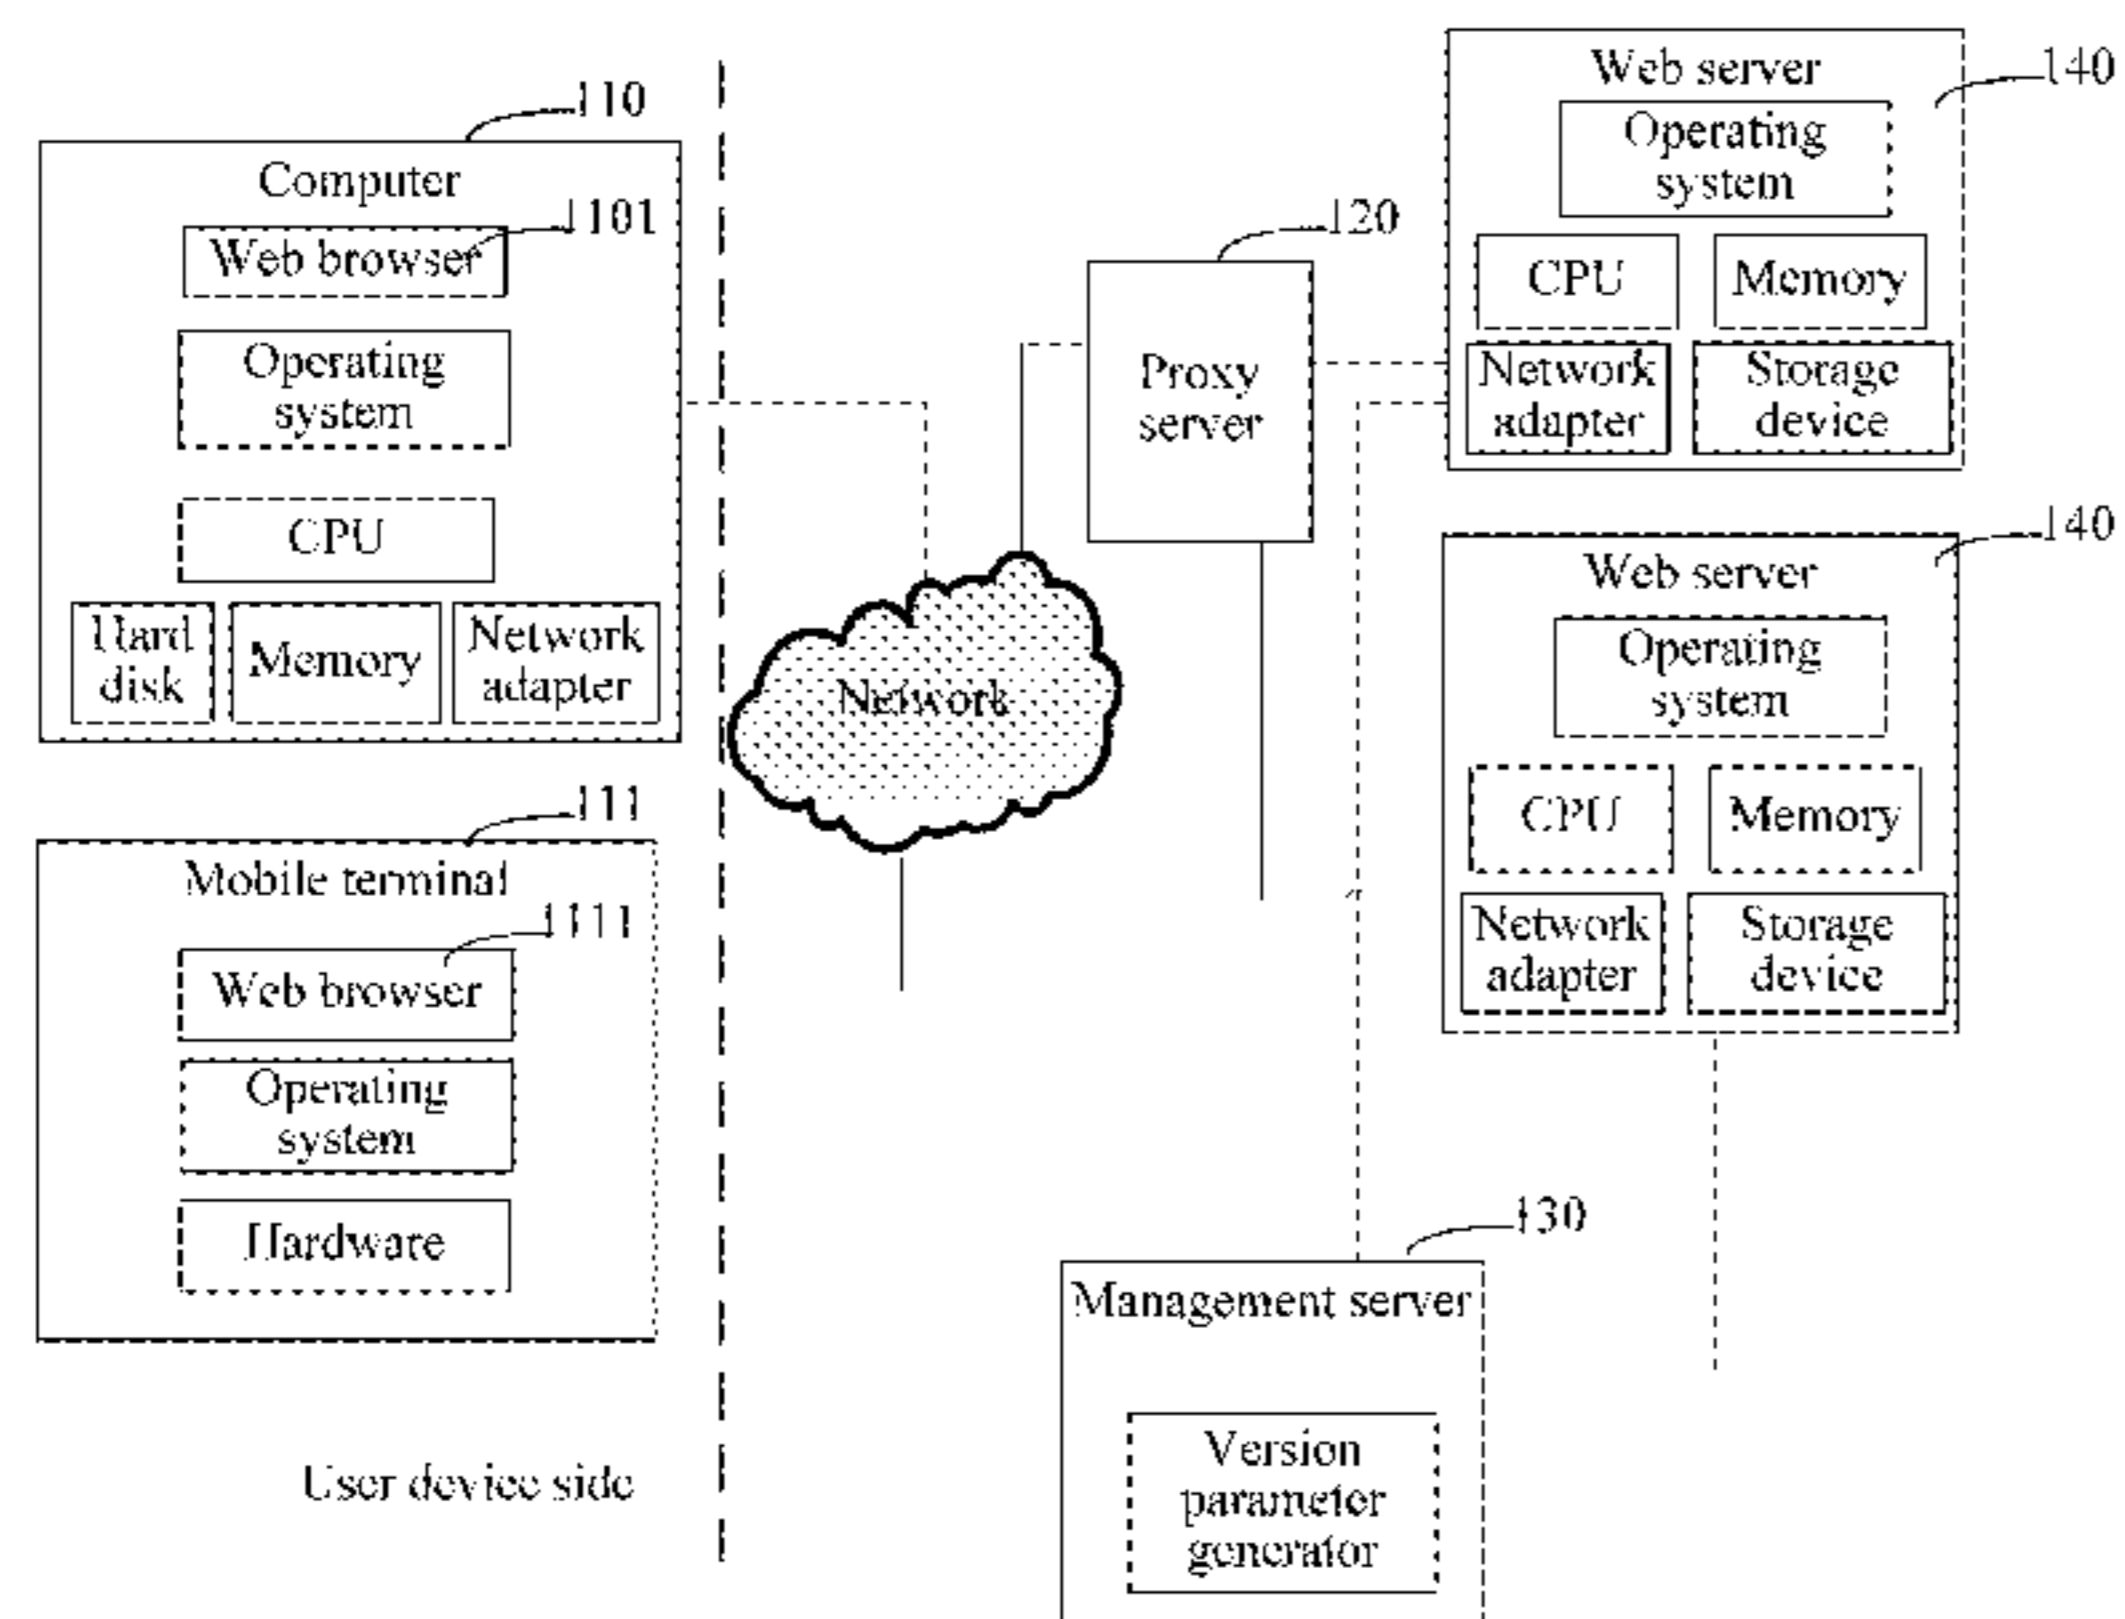 110
Computer
1101
Web browser
Operating
system
CPU
Hard
disk
Memory
Network
adapter
111
Mobile terminal
1111
Web browser
Operating
system
Hardware
User device side
Network
120
Proxy
server
140
Web server
Operating
system
CPU
Memory
Network
adapter
Storage
device
140
Web server
Operating
system
CPU
Memory
Network
adapter
Storage
device
130
Management server
Version
parameter
generator